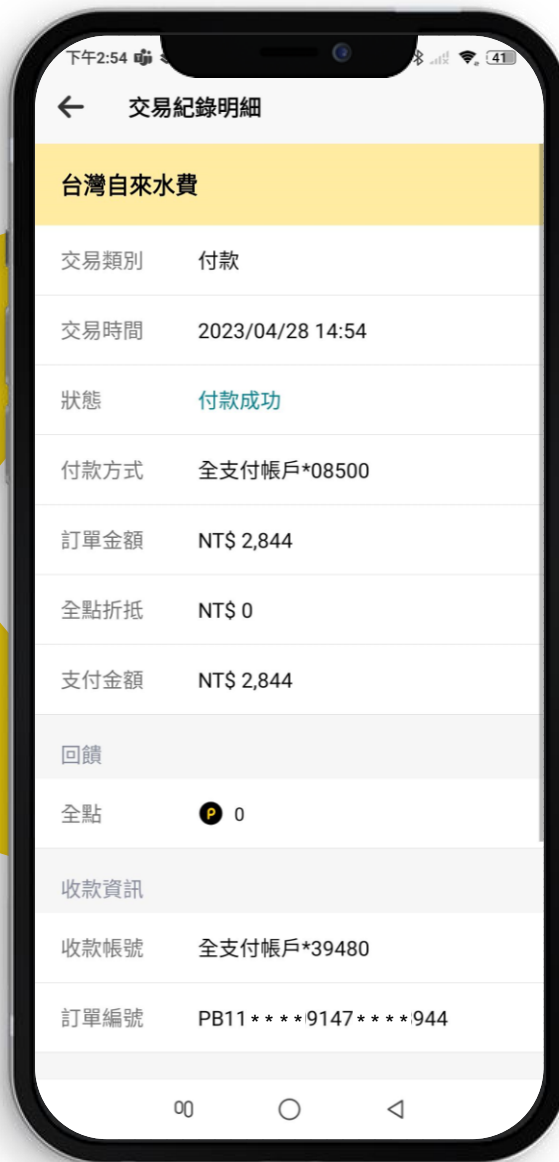 下午2:54
41
交易紀錄明細
台灣自來水費
交易類別 付款
交易時間 2023/04/28 14:54
狀態 付款成功
付款方式 全支付帳戶*08500
訂單金額 NT$ 2,844
全點折抵 NT$ 0
支付金額 NT$ 2,844
回饋
全點 P 0
收款資訊
收款帳號 全支付帳戶*39480
訂單編號 PB11****9147****944